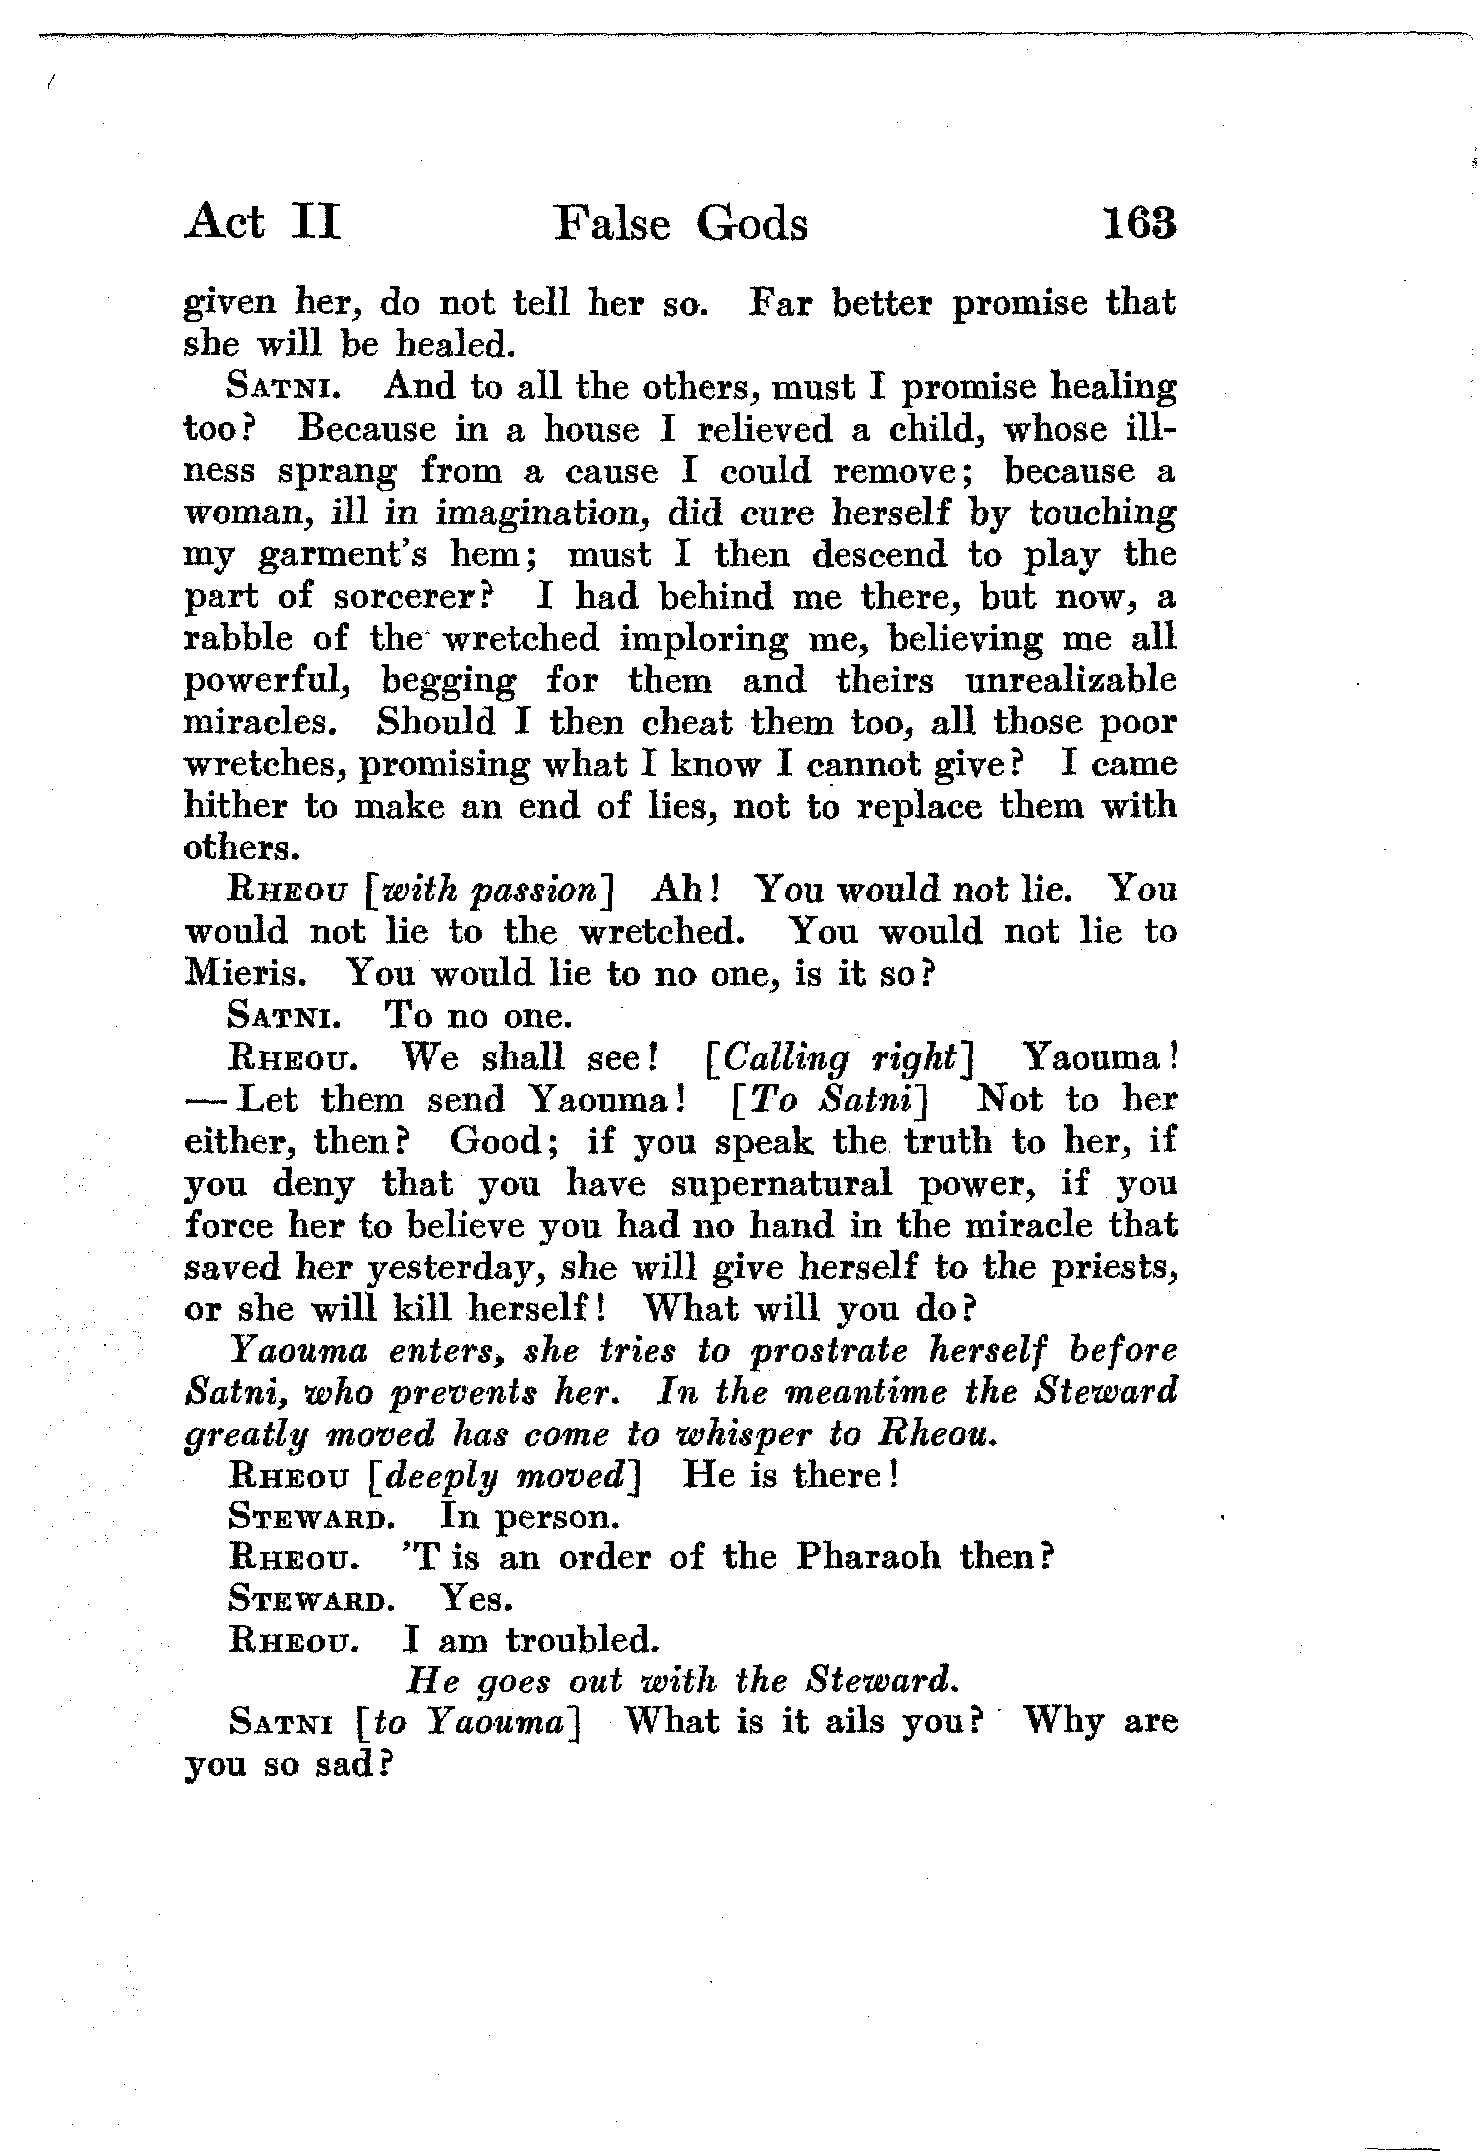 Act II False Gods 163
given her, do not tell her so. Far better promise that
she will be healed.
SATNI. And to all the others, must I promise healing
too? Because in a house I relieved a child, whose ill-
ness sprang from a cause I could remove; because a
woman, ill in imagination, did cure herself by touching
my garment's hem; must I then descend to play the
part of sorcerer? I had behind me there, but now, a
rabble of the wretched imploring me, believing me all
powerful, begging for them and theirs unrealizable
miracles. Should I then cheat them too, all those poor
wretches, promising what I know I cannot give? I came
hither to make an end of lies, not to replace them with
others.
RHEOU [with passion] Ah! You would not lie. You
would not lie to the wretched. You would not lie to
Mieris. You would lie to no one, is it so?
SATNI. To no one.
RHEOU. We shall see! [Calling right] Yaouma!
— Let them send Yaouma! [To Satni] Not to her
either, then? Good; if you speak the truth to her, if
you deny that you have supernatural power, if you
force her to believe you had no hand in the miracle that
saved her yesterday, she will give herself to the priests,
or she will kill herself! What will you do?
Yaouma enters, she tries to prostrate herself before
Satni, who prevents her. In the meantime the Steward
greatly moved has come to whisper to Rheou.
RHEOU [deeply moved] He is there!
STEWARD. In person.
RHEOU. 'T is an order of the Pharaoh then?
STEWARD. Yes.
RHEOU. I am troubled.
He goes out with the Steward.
SATNI [to Yaouma] What is it ails you? Why are
you so sad?